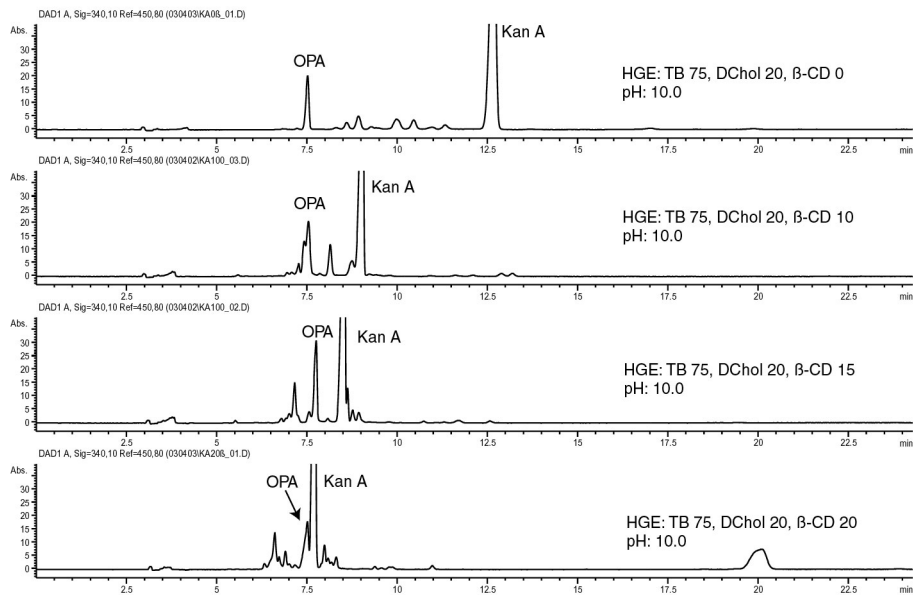 DAD1 A, Sig=340,10 Ref=450,80 (030403\KA0ß_01.D)
Abs.
Kan A
OPA
30
25
20
15
10
5
0
HGE: TB 75, DChol 20, ß-CD 0
pH: 10.0
2.5 5 7.5 10 12.5 15 17.5 20 22.5 min
DAD1 A, Sig=340,10 Ref=450,80 (030402\KA100_03.D)
Abs.
Kan A
OPA
30
25
20
15
10
5
0
HGE: TB 75, DChol 20, ß-CD 10
pH: 10.0
2.5 5 7.5 10 12.5 15 17.5 20 22.5 min
DAD1 A, Sig=340,10 Ref=450,80 (030402\KA100_02.D)
Abs.
OPA
Kan A
30
25
20
15
10
5
0
HGE: TB 75, DChol 20, ß-CD 15
pH: 10.0
2.5 5 7.5 10 12.5 15 17.5 20 22.5 min
DAD1 A, Sig=340,10 Ref=450,80 (030403\KA20ß_01.D)
Abs.
OPA
Kan A
30
25
20
15
10
5
0
HGE: TB 75, DChol 20, ß-CD 20
pH: 10.0
2.5 5 7.5 10 12.5 15 17.5 20 22.5 min